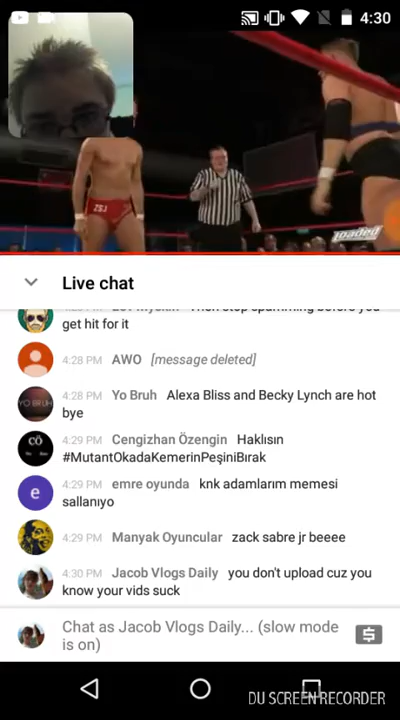 4:30
ZSJ
LOADED
Live chat
get hit for it
4:28 PM AWO [message deleted]
4:28 PM Yo Bruh Alexa Bliss and Becky Lynch are hot
bye
4:29 PM Cengizhan Özengin Haklısın
#MutantOkadaKemerinPeşiniBırak
4:29 PM emre oyunda knk adamlarım memesi
sallanıyo
4:29 PM Manyak Oyuncular zack sabre jr beeee
4:30 PM Jacob Vlogs Daily you don't upload cuz you
know your vids suck
Chat as Jacob Vlogs Daily... (slow mode
is on)
DU SCREEN RECORDER